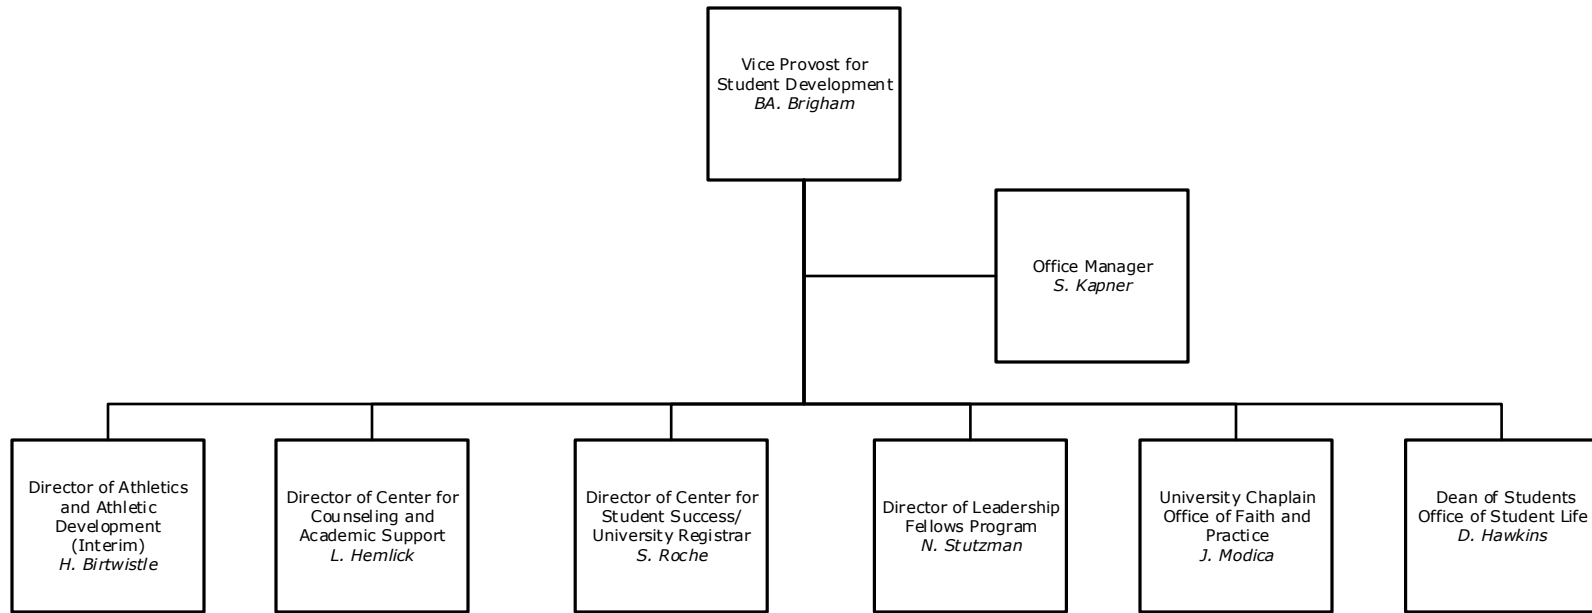 Vice Provost for
Student Development
BA. Brigham
Office Manager
S. Kapner
Director of Athletics
and Athletic
Development
(Interim)
H. Birtwistle
Director of Center for
Counseling and
Academic Support
L. Hemlick
Director of Center for
Student Success/
University Registrar
S. Roche
Director of Leadership
Fellows Program
N. Stutzman
University Chaplain
Office of Faith and
Practice
J. Modica
Dean of Students
Office of Student Life
D. Hawkins